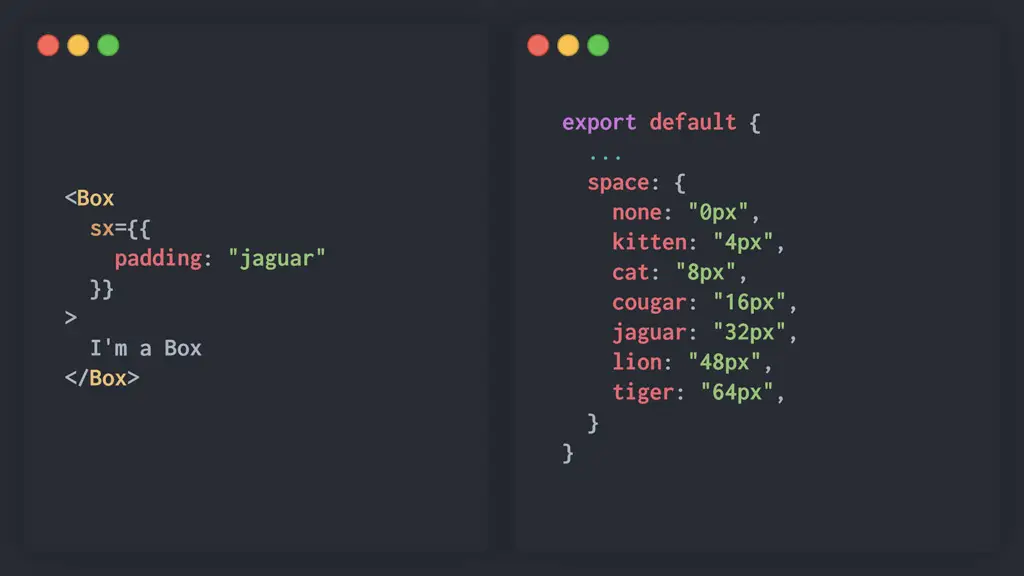 <Box
  sx={{
    padding: "jaguar"
  }}
>
  I'm a Box
</Box>
export default {
  ...
  space: {
    none: "0px",
    kitten: "4px",
    cat: "8px",
    cougar: "16px",
    jaguar: "32px",
    lion: "48px",
    tiger: "64px",
  }
}